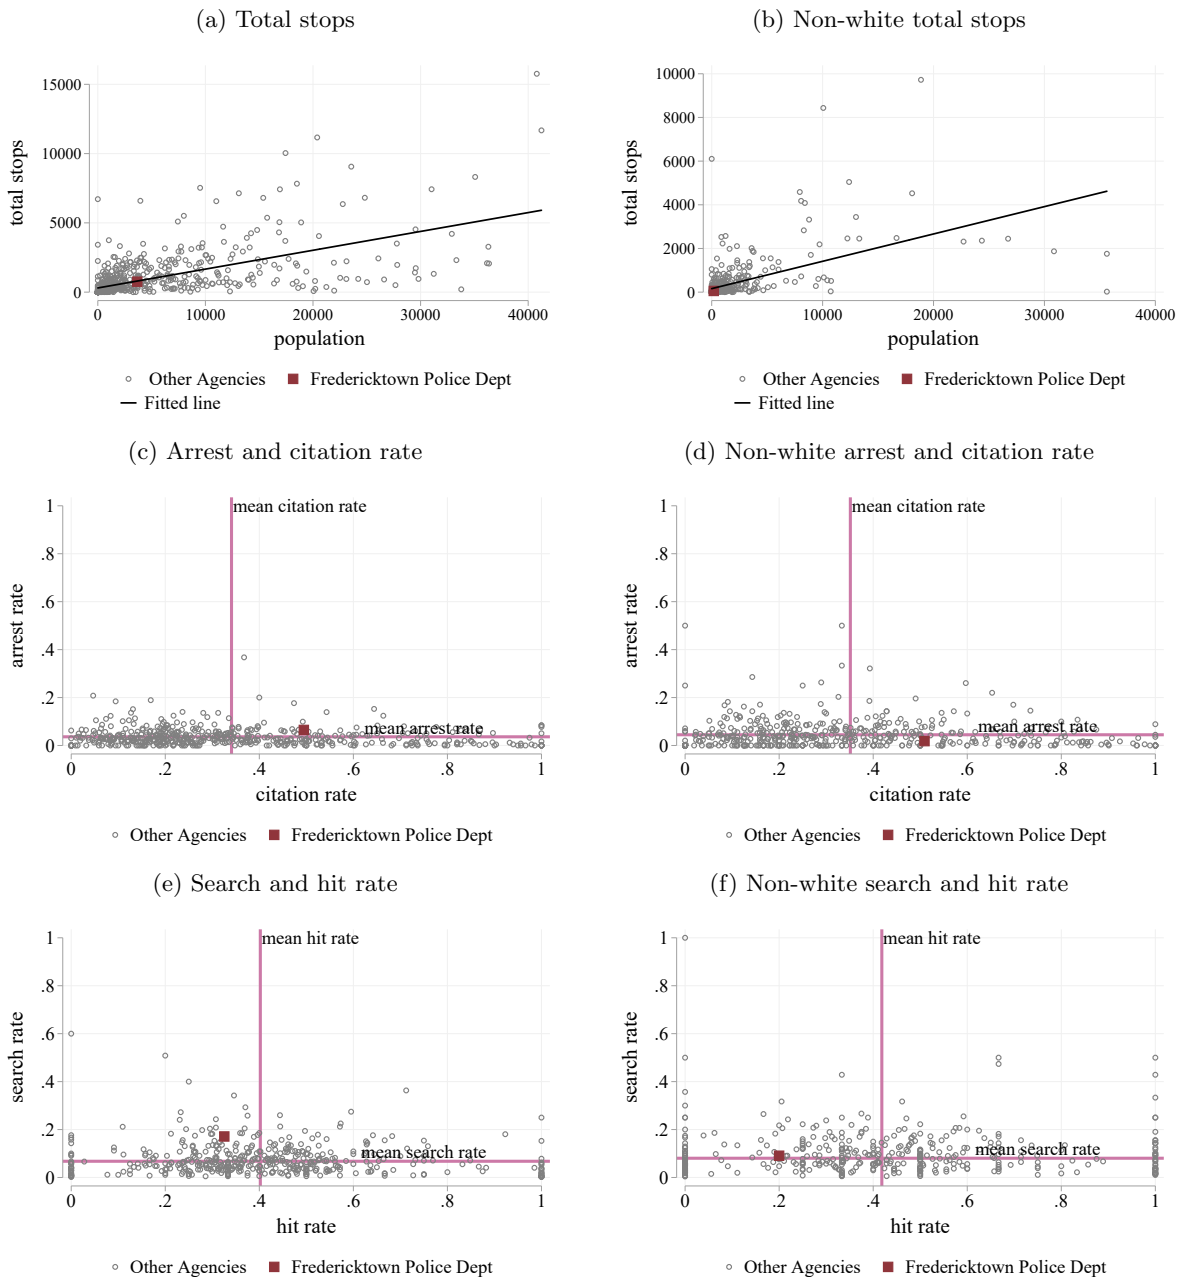 (a) Total stops
(b) Non-white total stops
total stops
15000
10000
5000
0
0 10000 20000 30000 40000
population
Other Agencies Fredericktown Police Dept
Fitted line
total stops
10000
8000
6000
4000
2000
0
0 10000 20000 30000 40000
population
Other Agencies Fredericktown Police Dept
Fitted line
(c) Arrest and citation rate
(d) Non-white arrest and citation rate
arrest rate
1
.8
.6
.4
.2
0
mean citation rate
mean arrest rate
0 .2 .4 .6 .8 1
citation rate
Other Agencies Fredericktown Police Dept
arrest rate
1
.8
.6
.4
.2
0
mean citation rate
mean arrest rate
0 .2 .4 .6 .8 1
citation rate
Other Agencies Fredericktown Police Dept
(e) Search and hit rate
(f) Non-white search and hit rate
search rate
1
.8
.6
.4
.2
0
mean hit rate
mean search rate
0 .2 .4 .6 .8 1
hit rate
Other Agencies Fredericktown Police Dept
search rate
1
.8
.6
.4
.2
0
mean hit rate
mean search rate
0 .2 .4 .6 .8 1
hit rate
Other Agencies Fredericktown Police Dept